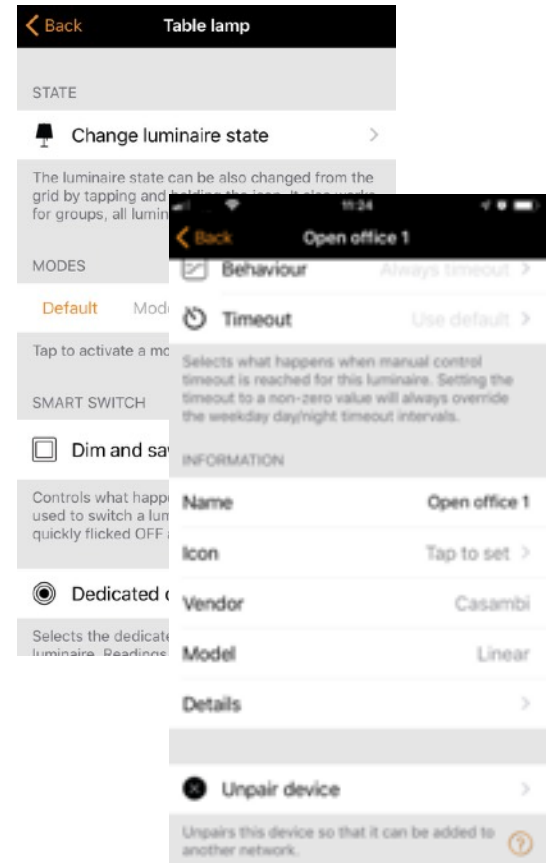 Back Table lamp
STATE
Change luminaire state
The luminaire state can be also changed from the
grid by tapping and
for groups, all lumin
MODES
Default Mod
Tap to activate a mo
SMART SWITCH
Dim and sa
Controls what happ
used to switch a lum
quickly flicked OFF
Dedicated
Selects the dedicate
luminaire. Readings
11:24
Back Open office 1
Behaviour Always timeout
Timeout Use default
Selects what happens when manual control
timeout is reached for this luminaire. Setting the
timeout to a non-zero value will always override
the weekday day/night timeout intervals.
INFORMATION
Name Open office 1
Icon Tap to set
Vendor Casambi
Model Linear
Details
Unpair device
Unpairs this device so that it can be added to
another network.
?